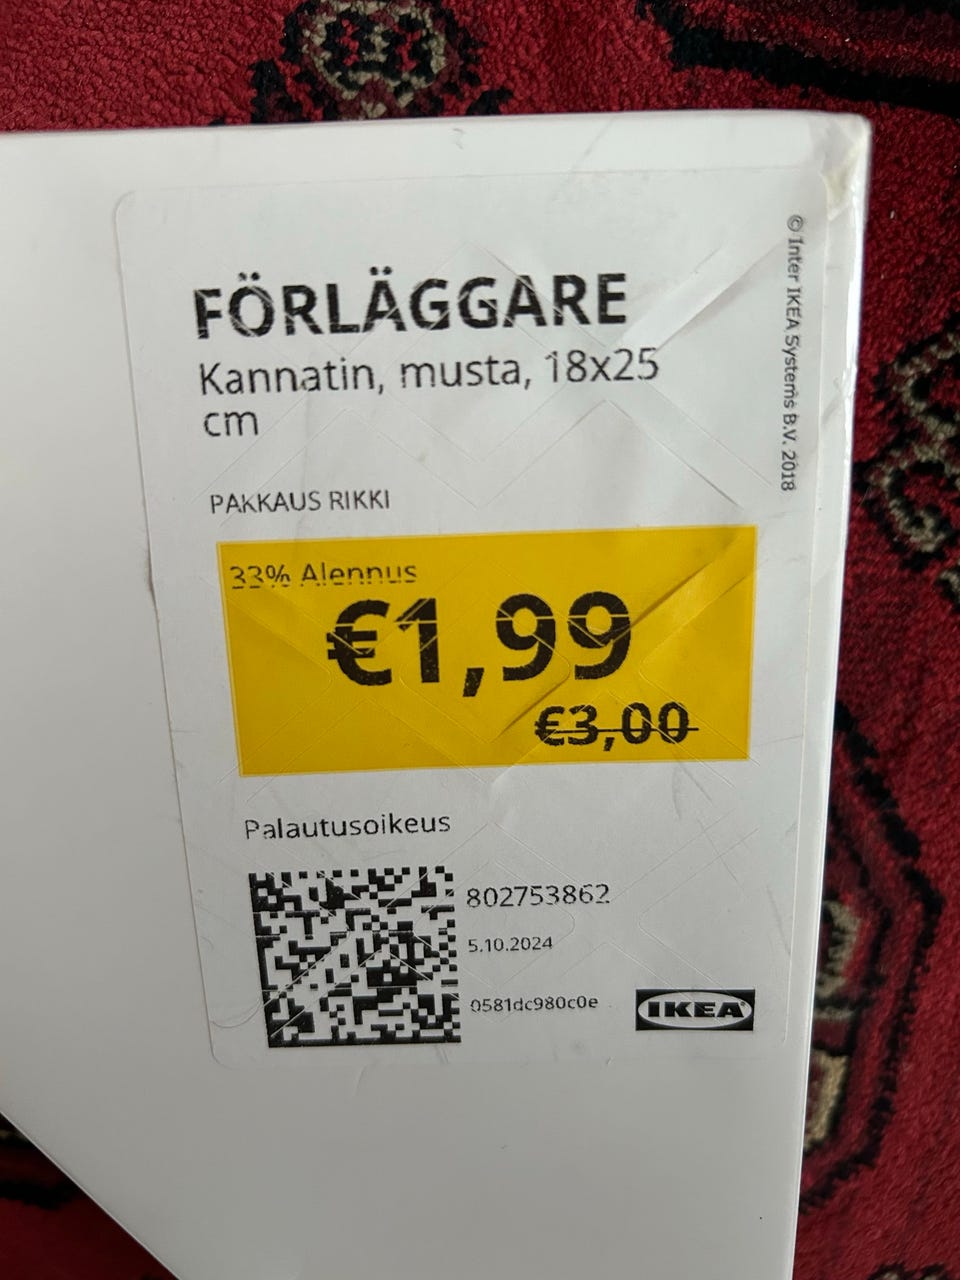 FÖRLÄGGARE
Kannatin, musta, 18x25
cm
PAKKAUS RIKKI
33% Alennus
€1,99
€3,00
Palautusoikeus
802753862
5.10.2024
0581dc980c0e
IKEA
© Inter IKEA Systems B.V. 2018